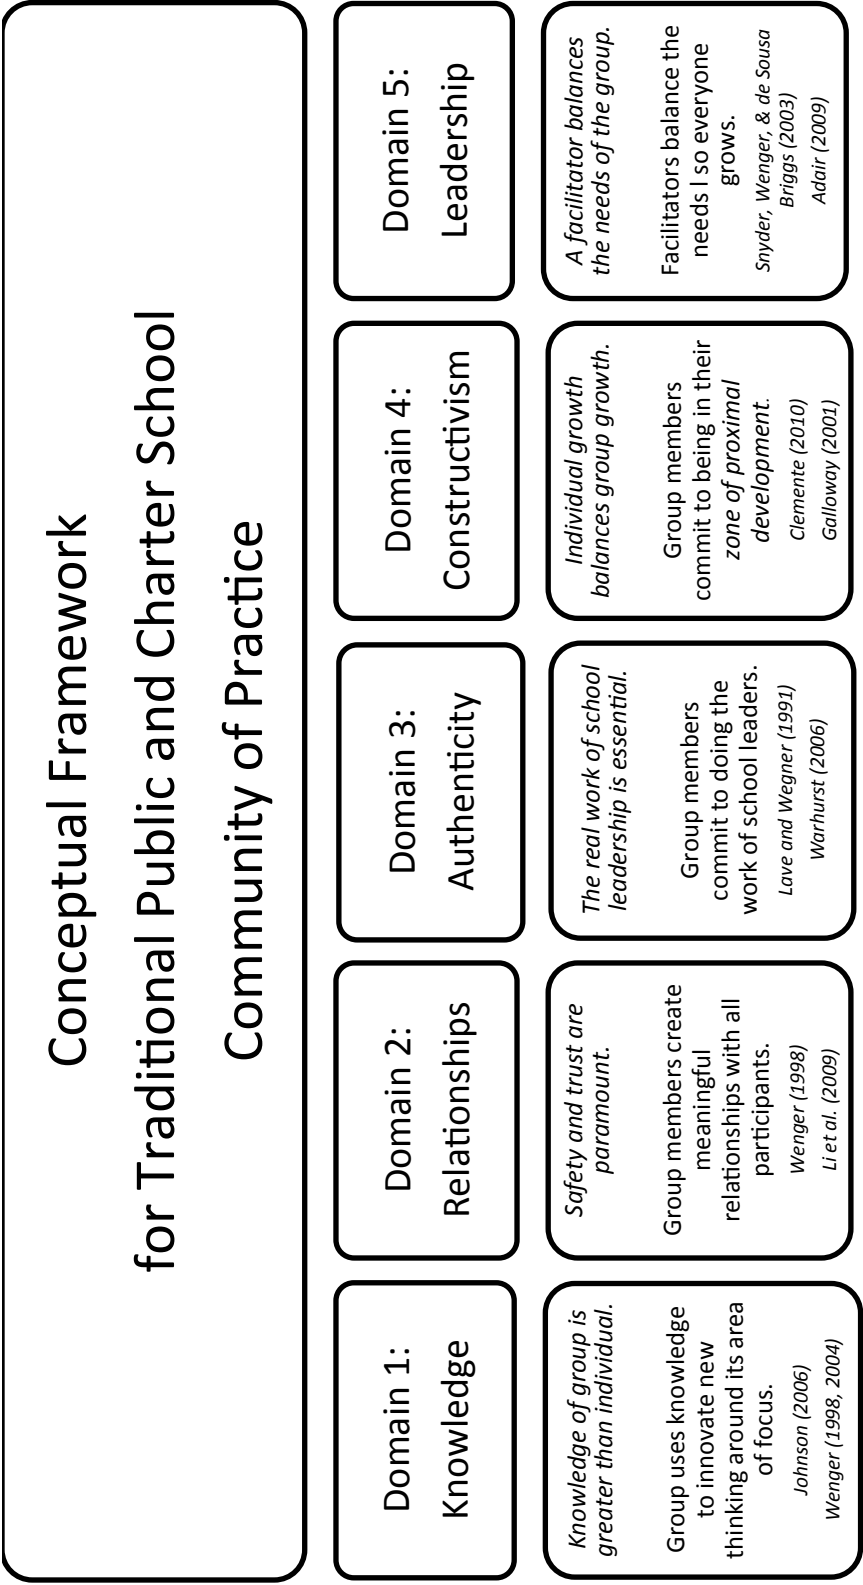 Conceptual Framework
for Traditional Public and Charter School
Community of Practice
Domain 1:
Knowledge
Knowledge of group is
greater than individual.
Group uses knowledge
to innovate new
thinking around its area
of focus.
Johnson (2006)
Wenger (1998, 2004)
Domain 2:
Relationships
Safety and trust are
paramount.
Group members create
meaningful
relationships with all
participants.
Wenger (1998)
Li et al. (2009)
Domain 3:
Authenticity
The real work of school
leadership is essential.
Group members
commit to doing the
work of school leaders.
Lave and Wegner (1991)
Warhurst (2006)
Domain 4:
Constructivism
Individual growth
balances group growth.
Group members
commit to being in their
zone of proximal
development.
Clemente (2010)
Galloway (2001)
Domain 5:
Leadership
A facilitator balances
the needs of the group.
Facilitators balance the
needs l so everyone
grows.
Snyder, Wenger, & de Sousa
Briggs (2003)
Adair (2009)